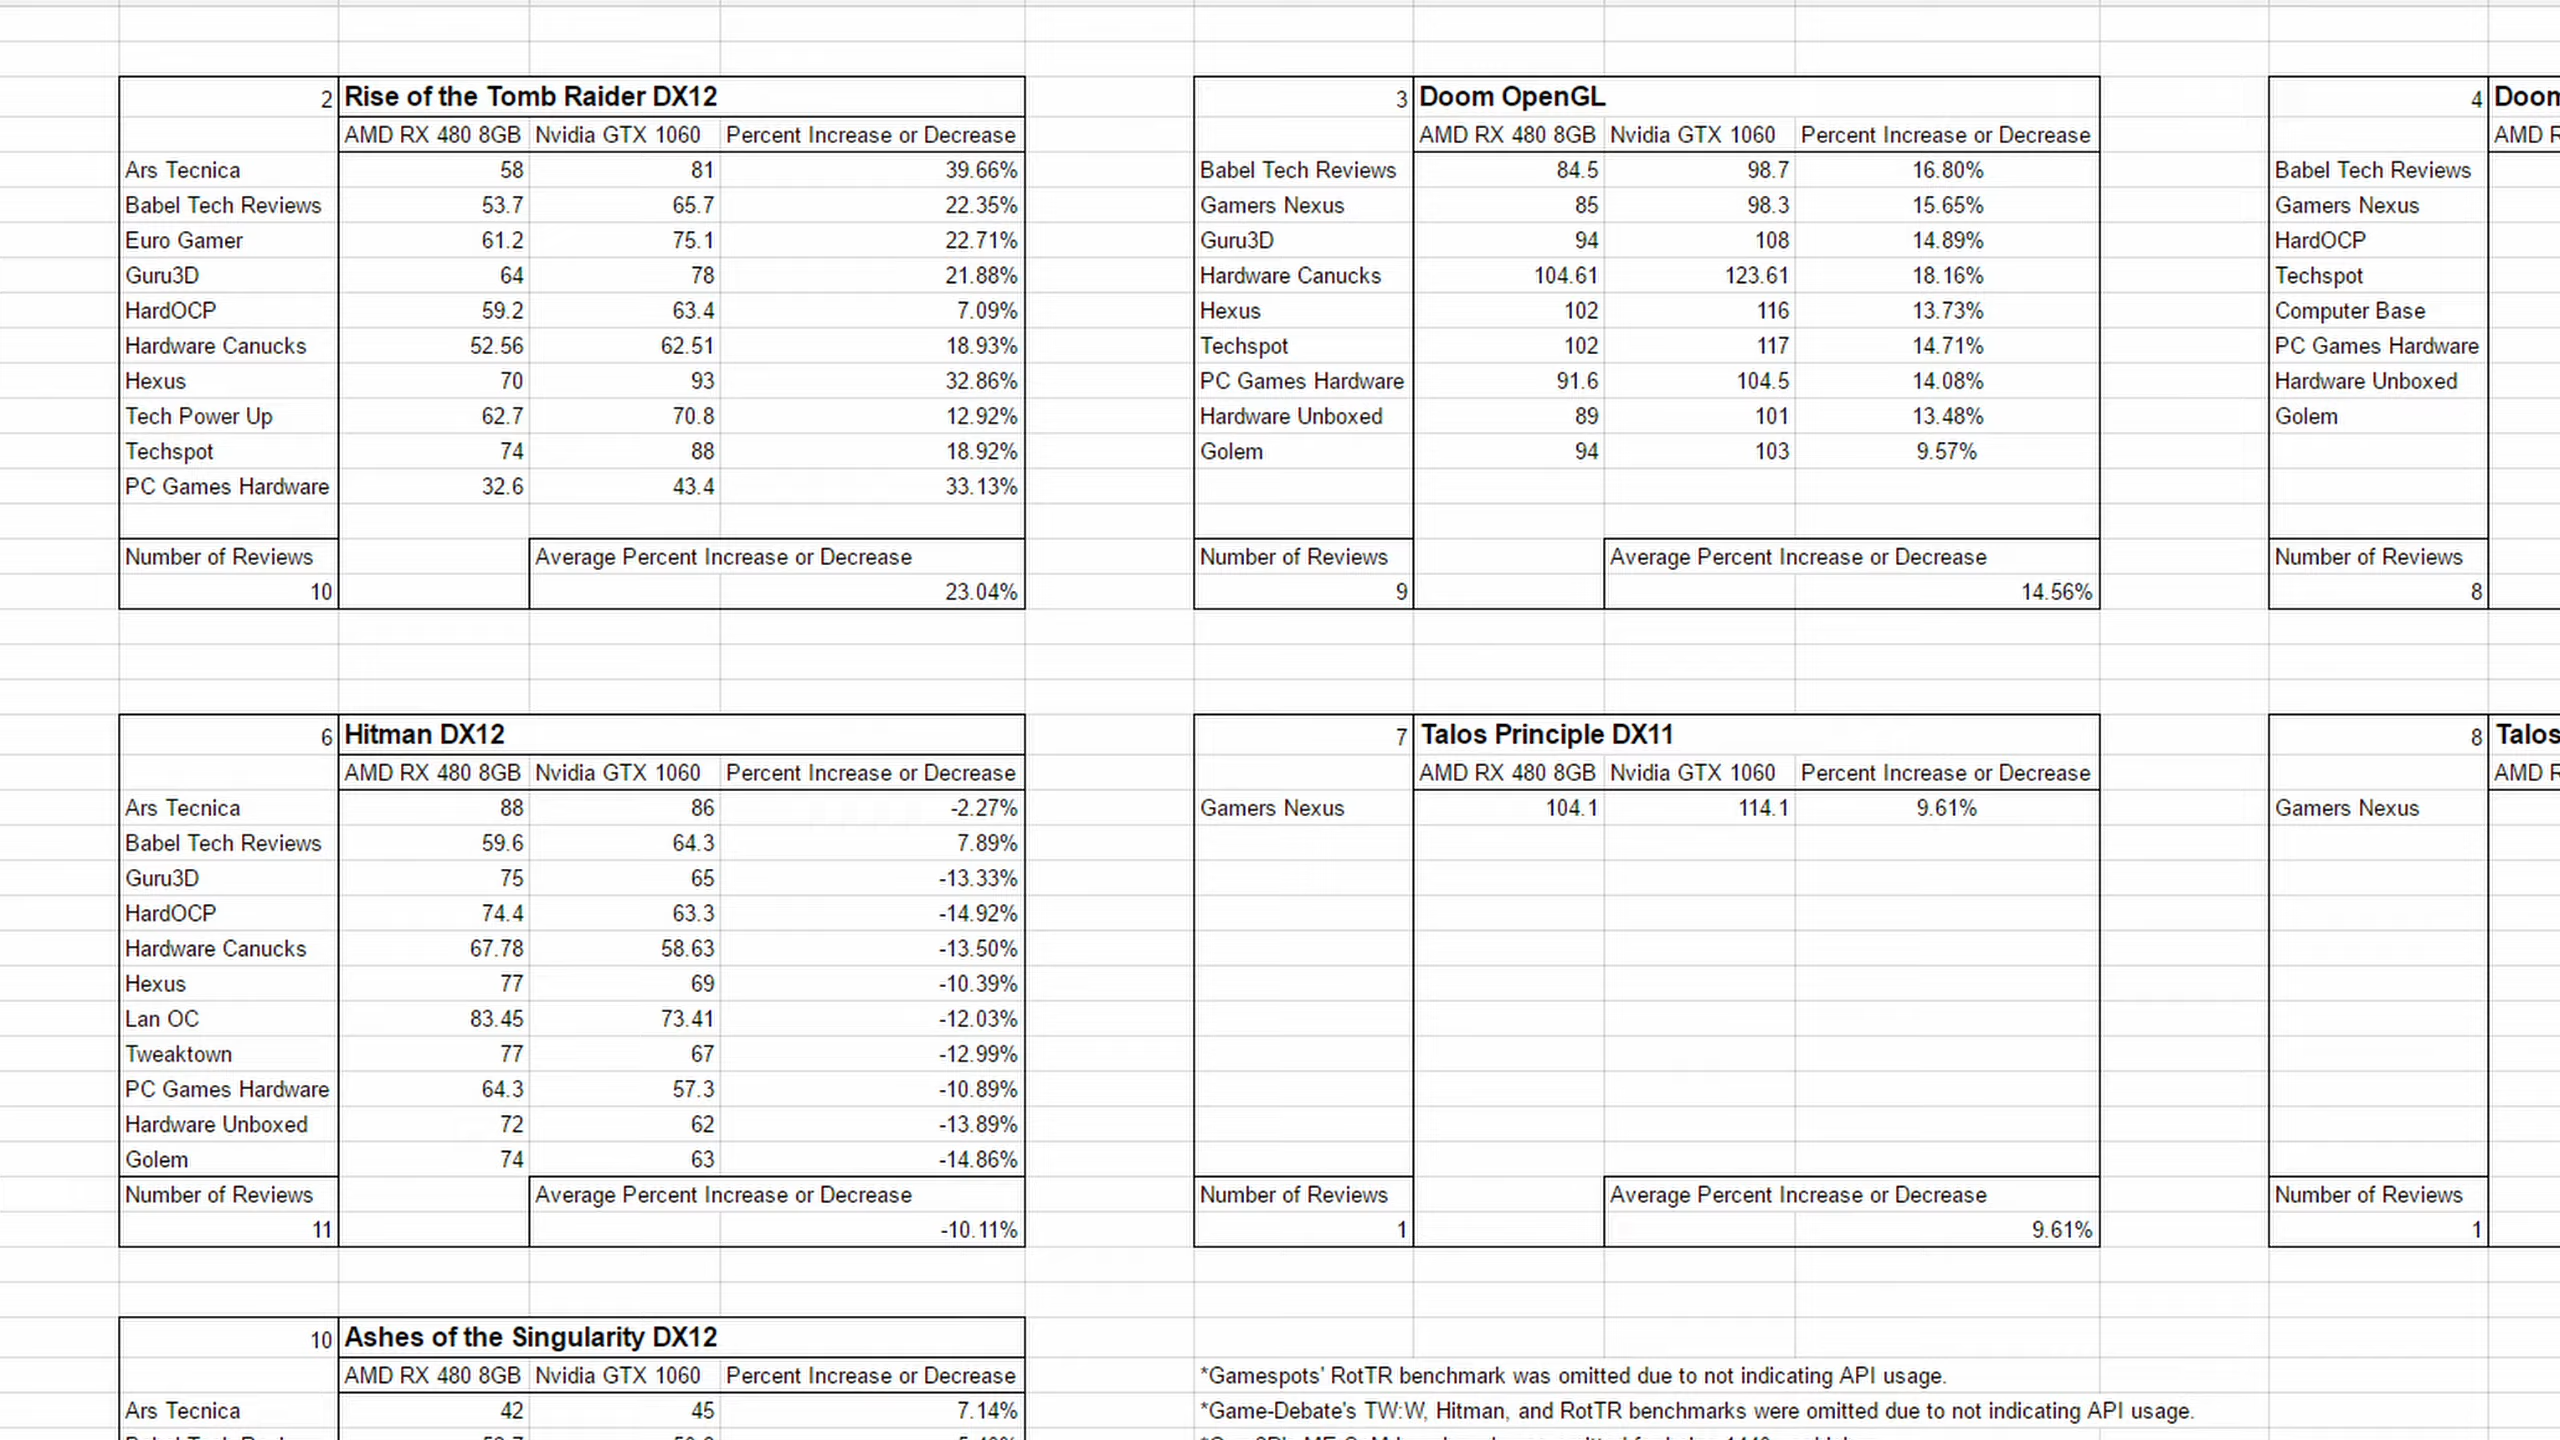 2 Rise of the Tomb Raider DX12
AMD RX 480 8GB Nvidia GTX 1060 Percent Increase or Decrease
Ars Tecnica 58 81 39.66%
Babel Tech Reviews 53.7 65.7 22.35%
Euro Gamer 61.2 75.1 22.71%
Guru3D 64 78 21.88%
HardOCP 59.2 63.4 7.09%
Hardware Canucks 52.56 62.51 18.93%
Hexus 70 93 32.86%
Tech Power Up 62.7 70.8 12.92%
Techspot 74 88 18.92%
PC Games Hardware 32.6 43.4 33.13%
Number of Reviews Average Percent Increase or Decrease
10 23.04%
3 Doom OpenGL
AMD RX 480 8GB Nvidia GTX 1060 Percent Increase or Decrease
Babel Tech Reviews 84.5 98.7 16.80%
Gamers Nexus 85 98.3 15.65%
Guru3D 94 108 14.89%
Hardware Canucks 104.61 123.61 18.16%
Hexus 102 116 13.73%
Techspot 102 117 14.71%
PC Games Hardware 91.6 104.5 14.08%
Hardware Unboxed 89 101 13.48%
Golem 94 103 9.57%
Number of Reviews Average Percent Increase or Decrease
9 14.56%
4 Doom
AMD
Babel Tech Reviews
Gamers Nexus
HardOCP
Techspot
Computer Base
PC Games Hardware
Hardware Unboxed
Golem
Number of Reviews
8
6 Hitman DX12
AMD RX 480 8GB Nvidia GTX 1060 Percent Increase or Decrease
Ars Tecnica 88 86 -2.27%
Babel Tech Reviews 59.6 64.3 7.89%
Guru3D 75 65 -13.33%
HardOCP 74.4 63.3 -14.92%
Hardware Canucks 67.78 58.63 -13.50%
Hexus 77 69 -10.39%
Lan OC 83.45 73.41 -12.03%
Tweaktown 77 67 -12.99%
PC Games Hardware 64.3 57.3 -10.89%
Hardware Unboxed 72 62 -13.89%
Golem 74 63 -14.86%
Number of Reviews Average Percent Increase or Decrease
11 -10.11%
7 Talos Principle DX11
AMD RX 480 8GB Nvidia GTX 1060 Percent Increase or Decrease
Gamers Nexus 104.1 114.1 9.61%
Number of Reviews Average Percent Increase or Decrease
1 9.61%
8 Talos
AMD
Gamers Nexus
Number of Reviews
1
10 Ashes of the Singularity DX12
AMD RX 480 8GB Nvidia GTX 1060 Percent Increase or Decrease
Ars Tecnica 42 45 7.14%
*Gamespots' RotTR benchmark was omitted due to not indicating API usage.
*Game-Debate's TW:W, Hitman, and RotTR benchmarks were omitted due to not indicating API usage.